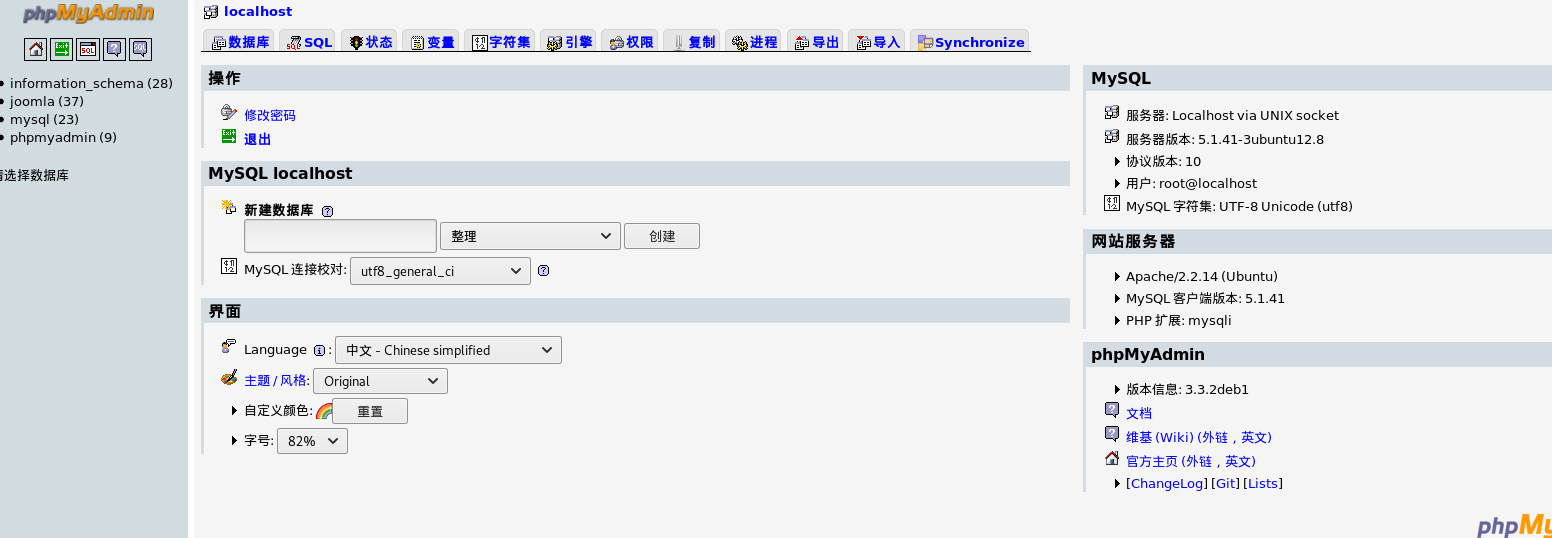 phpMyAdmin
information_schema (28)
joomla (37)
mysql (23)
phpmyadmin (9)
请选择数据库
localhost
数据库 SQL 状态 变量 字符集 引擎 权限 复制 进程 导出 导入 Synchronize
操作
修改密码
退出
MySQL localhost
新建数据库
整理 创建
MySQL 连接校对: utf8_general_ci
界面
Language : 中文 - Chinese simplified
主题 / 风格: Original
自定义颜色: 重置
字号: 82%
MySQL
服务器: Localhost via UNIX socket
服务器版本: 5.1.41-3ubuntu12.8
协议版本: 10
用户: root@localhost
MySQL 字符集: UTF-8 Unicode (utf8)
网站服务器
Apache/2.2.14 (Ubuntu)
MySQL 客户端版本: 5.1.41
PHP 扩展: mysqli
phpMyAdmin
版本信息: 3.3.2deb1
文档
维基 (Wiki) (外链，英文)
官方主页 (外链，英文)
[ChangeLog] [Git] [Lists]
phpMy